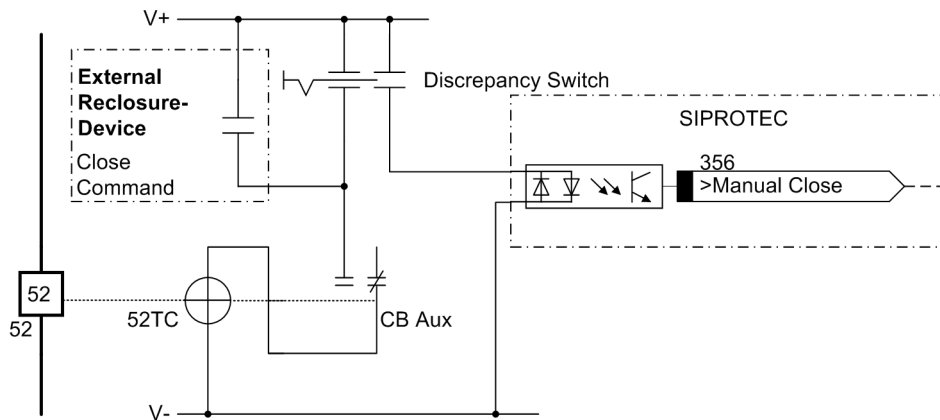 V+
External
Reclosure-
Device
Close
Command
Discrepancy Switch
SIPROTEC
356
>Manual Close
52
52
52TC
CB Aux
V-